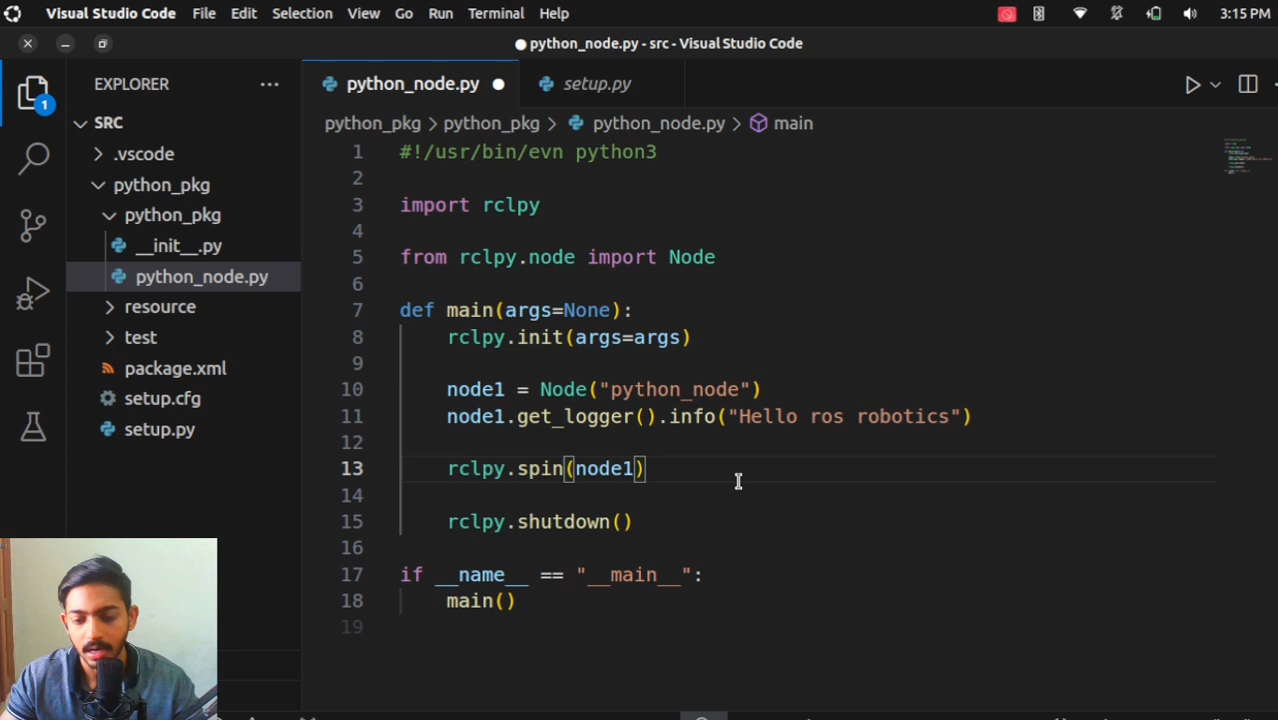 Visual Studio Code File Edit Selection View Go Run Terminal Help 3:15 PM
python_node.py - src - Visual Studio Code
EXPLORER
1
SRC
.vscode
python_pkg
python_pkg
__init__.py
python_node.py
resource
test
package.xml
setup.cfg
setup.py
python_node.py setup.py
python_pkg > python_pkg > python_node.py > main
1 #!/usr/bin/evn python3
2
3 import rclpy
4
5 from rclpy.node import Node
6
7 def main(args=None):
8 rclpy.init(args=args)
9
10 node1 = Node("python_node")
11 node1.get_logger().info("Hello ros robotics")
12
13 rclpy.spin(node1)
14
15 rclpy.shutdown()
16
17 if __name__ == "__main__":
18 main()
19